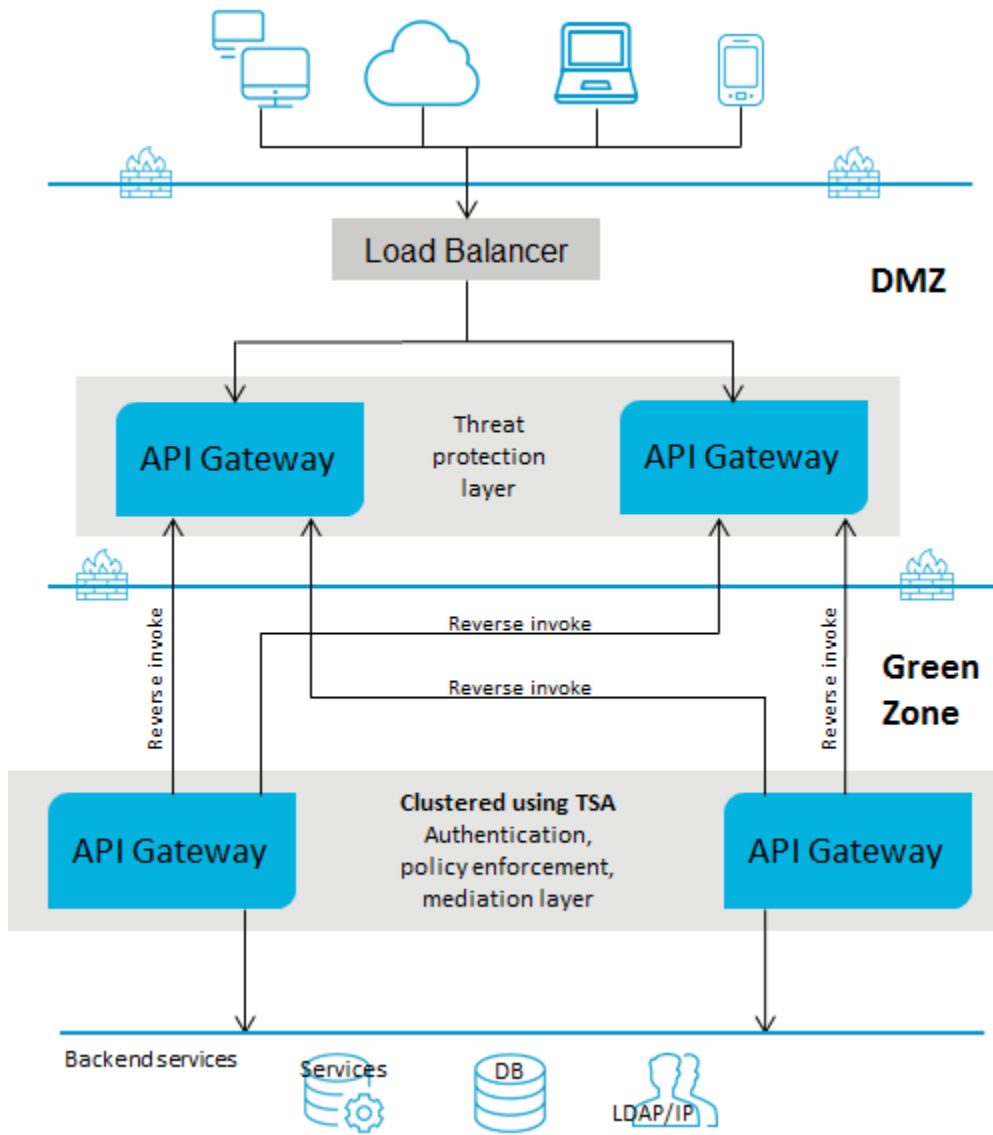 Load Balancer
DMZ
API Gateway
Threat
protection
layer
API Gateway
Reverse invoke
Reverse invoke
Reverse invoke
Reverse invoke
Green
Zone
API Gateway
Clustered using TSA
Authentication,
policy enforcement,
mediation layer
API Gateway
Backend services
Services
DB
LDAP/IP